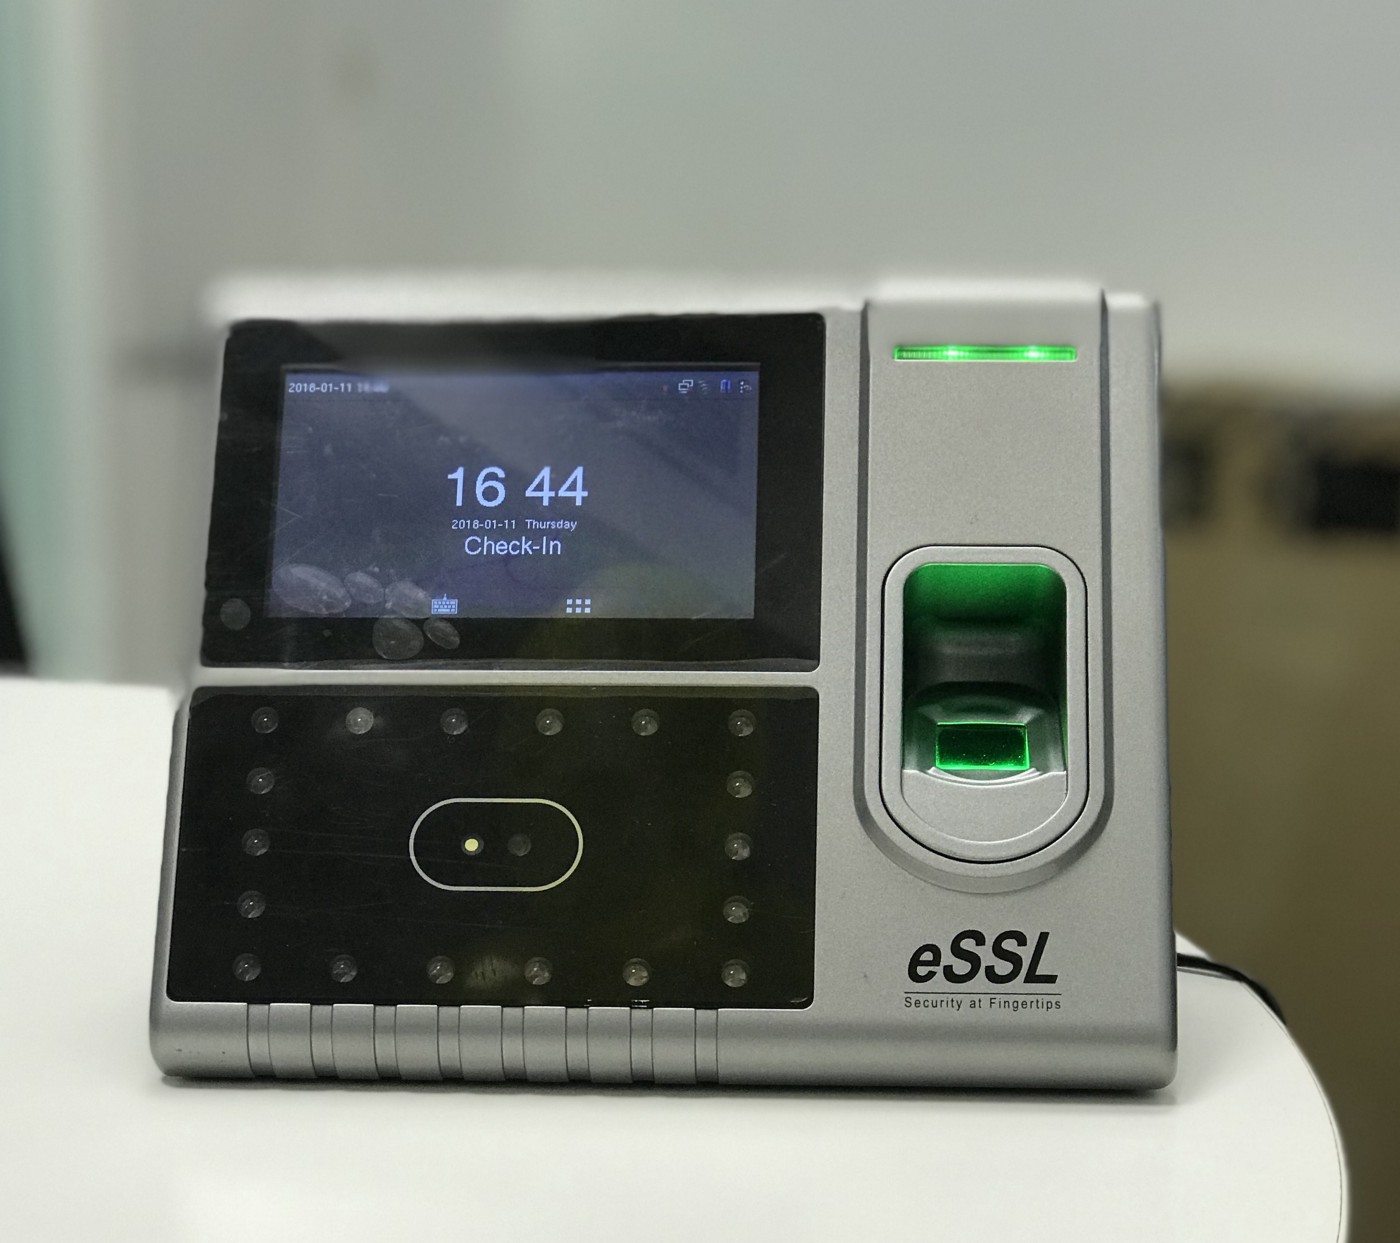 2018-01-11
16 44
2018-01-11 Thursday
Check-In
eSSL
Security at Fingertips